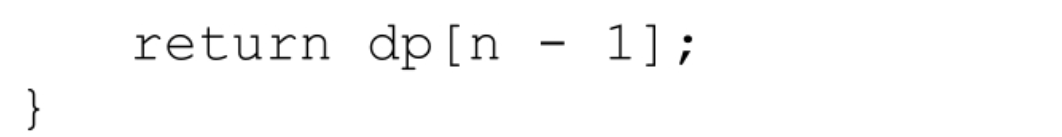 return dp[n - 1];
}